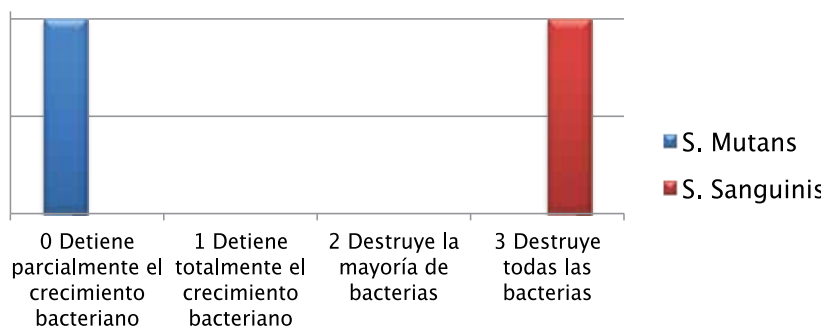 S. Mutans
S. Sanguinis
0 Detiene
parcialmente el
crecimiento
bacteriano
1 Detiene
totalmente el
crecimiento
bacteriano
2 Destruye la
mayoría de
bacterias
3 Destruye
todas las
bacterias